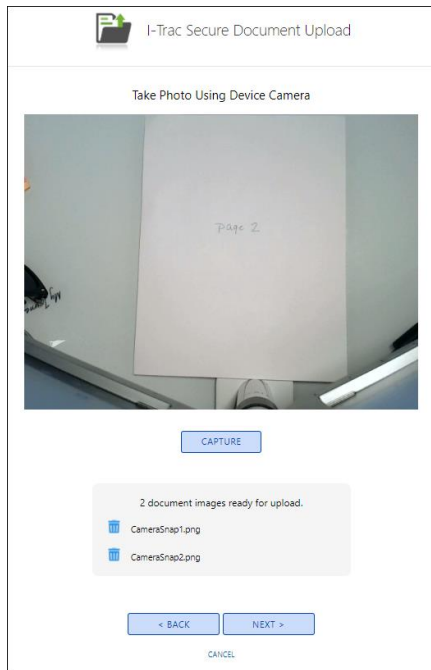 I-Trac Secure Document Upload
Take Photo Using Device Camera
Page 2
CAPTURE
2 document images ready for upload.
CameraSnap1.png
CameraSnap2.png
< BACK
NEXT >
CANCEL